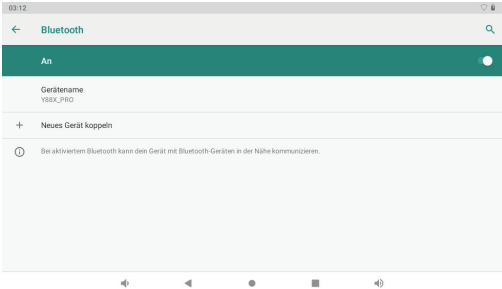 03:12
Bluetooth
An
Gerätename
Y88X_PRO
Neues Gerät koppeln
Bei aktiviertem Bluetooth kann dein Gerät mit Bluetooth-Geräten in der Nähe kommunizieren.